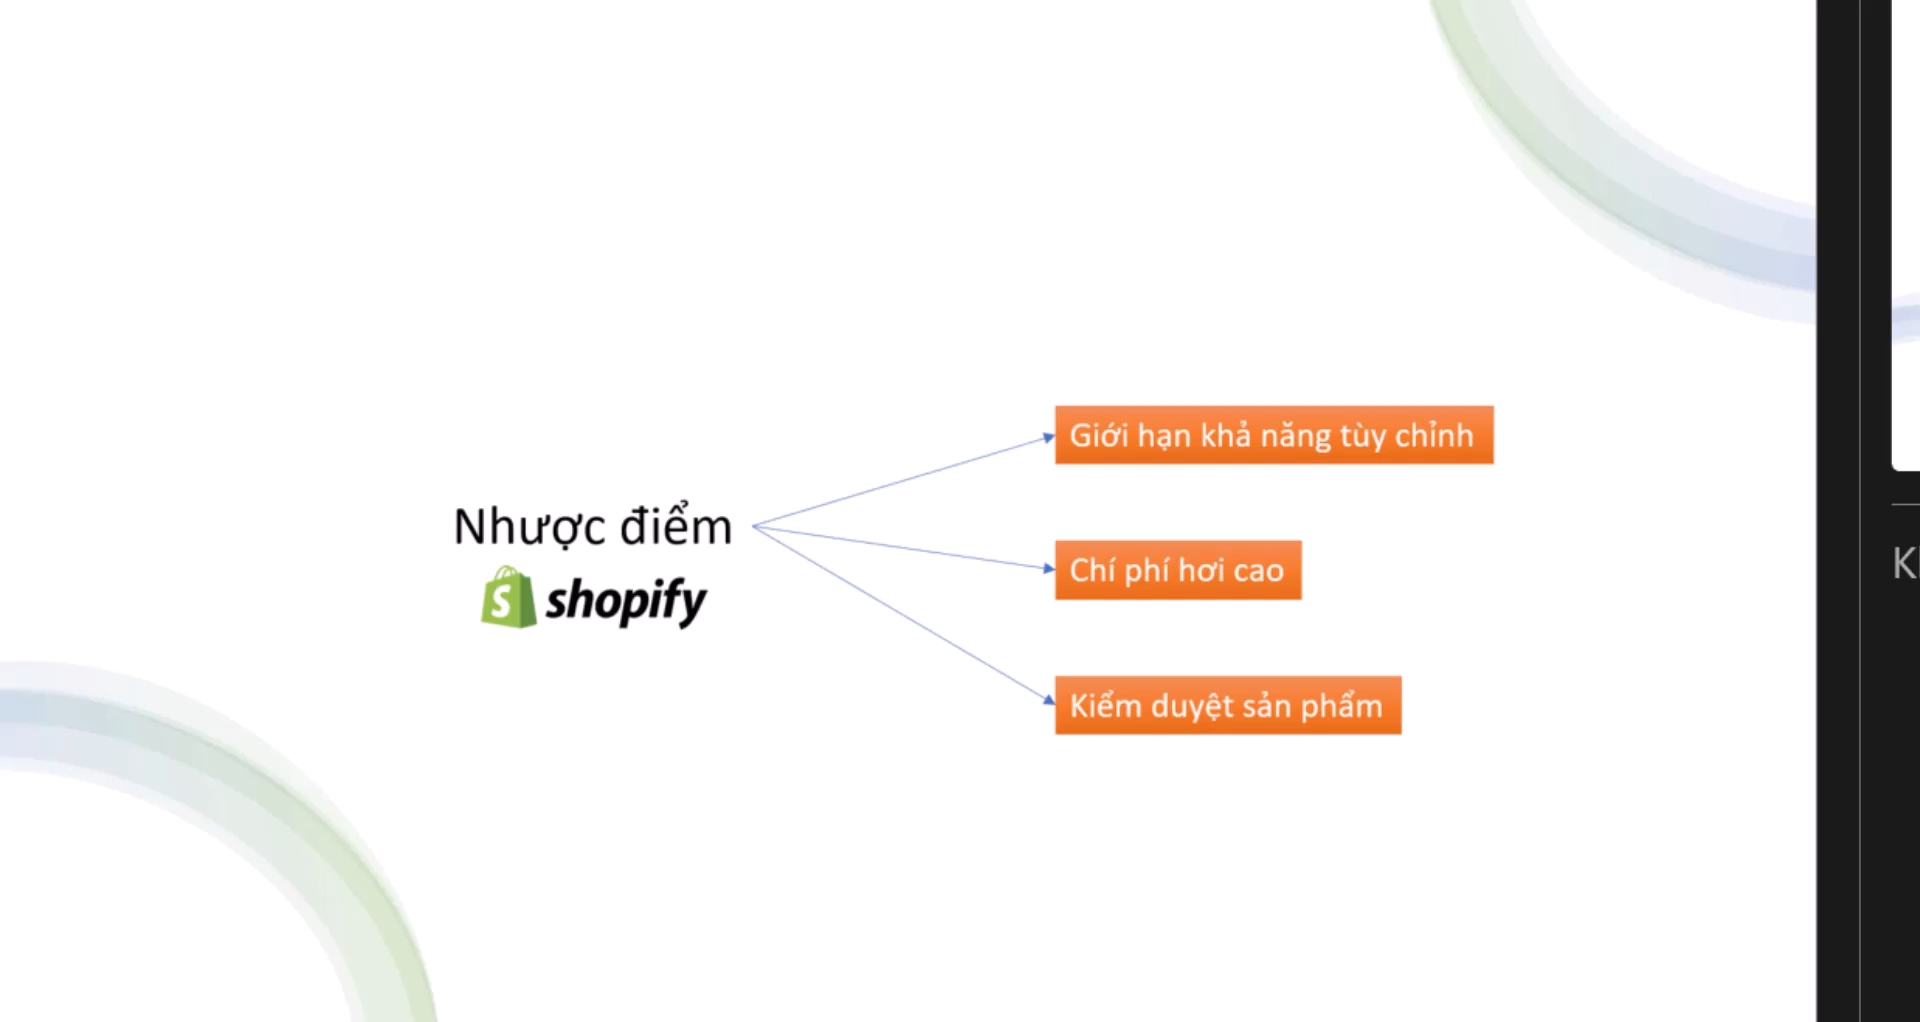 Nhược điểm
shopify
Giới hạn khả năng tùy chỉnh
Chí phí hơi cao
Kiểm duyệt sản phẩm